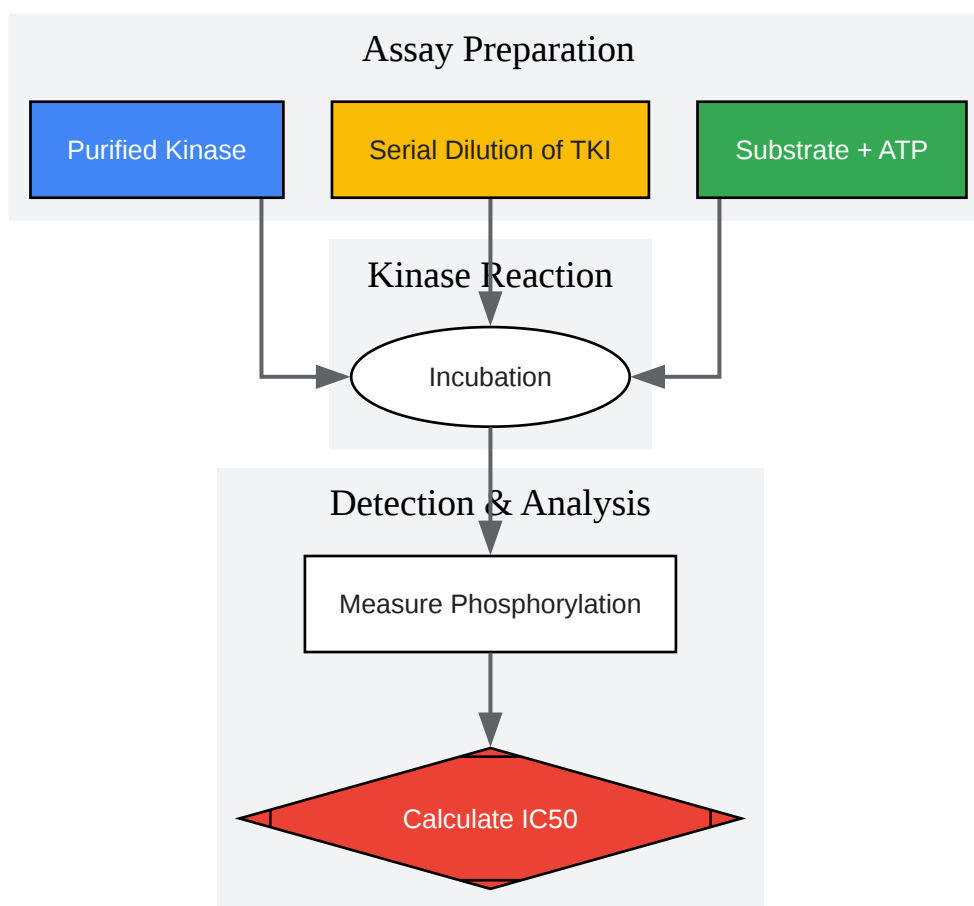 Assay Preparation
Purified Kinase
Serial Dilution of TKI
Substrate + ATP
Kinase Reaction
Incubation
Detection & Analysis
Measure Phosphorylation
Calculate IC50